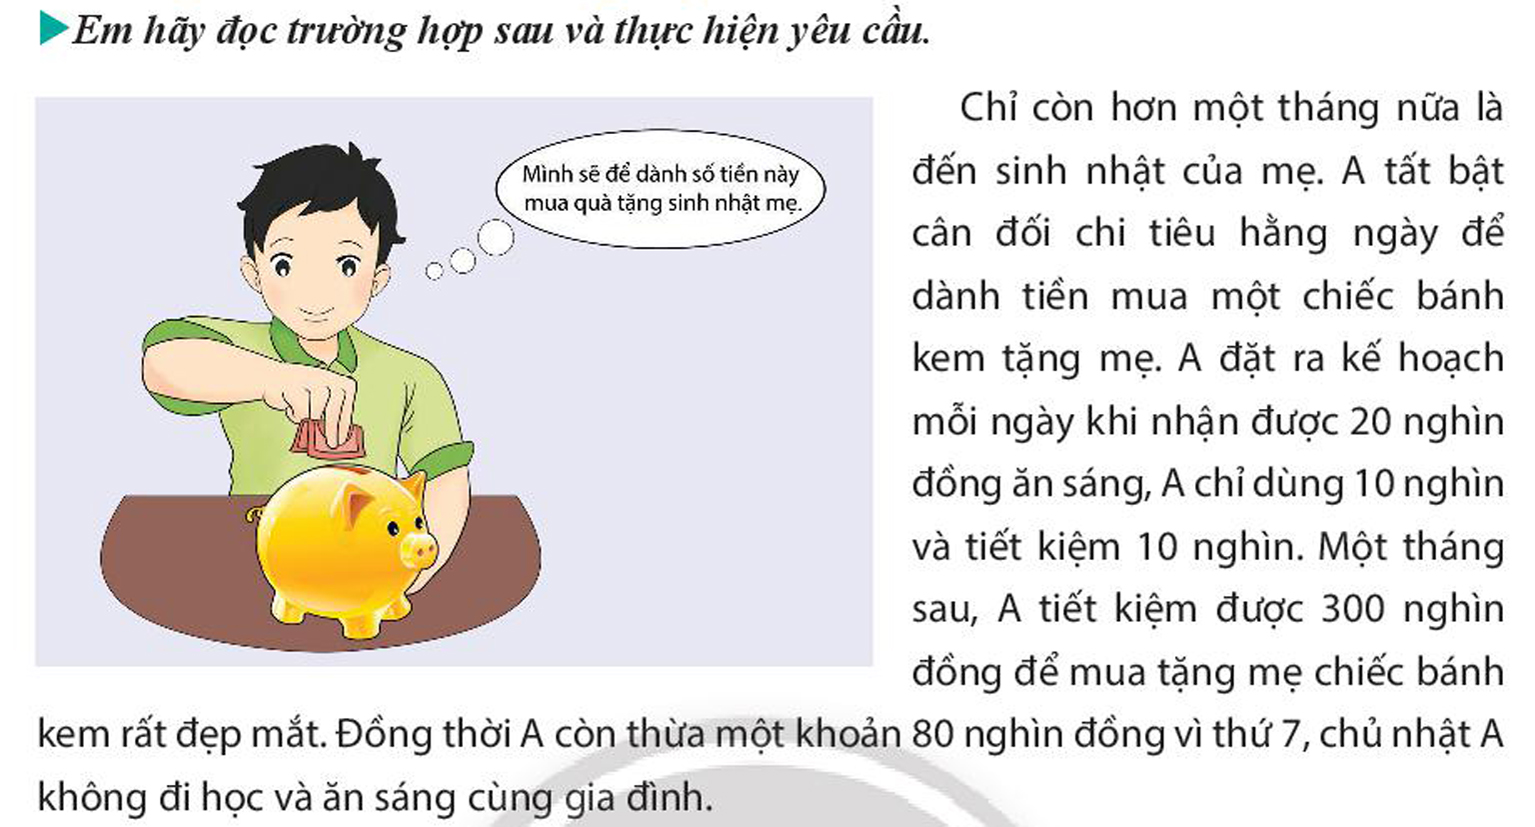 Em hãy đọc trường hợp sau và thực hiện yêu cầu.
Mình sẽ để dành số tiền này
mua quà tặng sinh nhật mẹ.
Chỉ còn hơn một tháng nữa là
đến sinh nhật của mẹ. A tất bật
cân đối chi tiêu hằng ngày để
dành tiền mua một chiếc bánh
kem tặng mẹ. A đặt ra kế hoạch
mỗi ngày khi nhận được 20 nghìn
đồng ăn sáng, A chỉ dùng 10 nghìn
và tiết kiệm 10 nghìn. Một tháng
sau, A tiết kiệm được 300 nghìn
đồng để mua tặng mẹ chiếc bánh
kem rất đẹp mắt. Đồng thời A còn thừa một khoản 80 nghìn đồng vì thứ 7, chủ nhật A
không đi học và ăn sáng cùng gia đình.